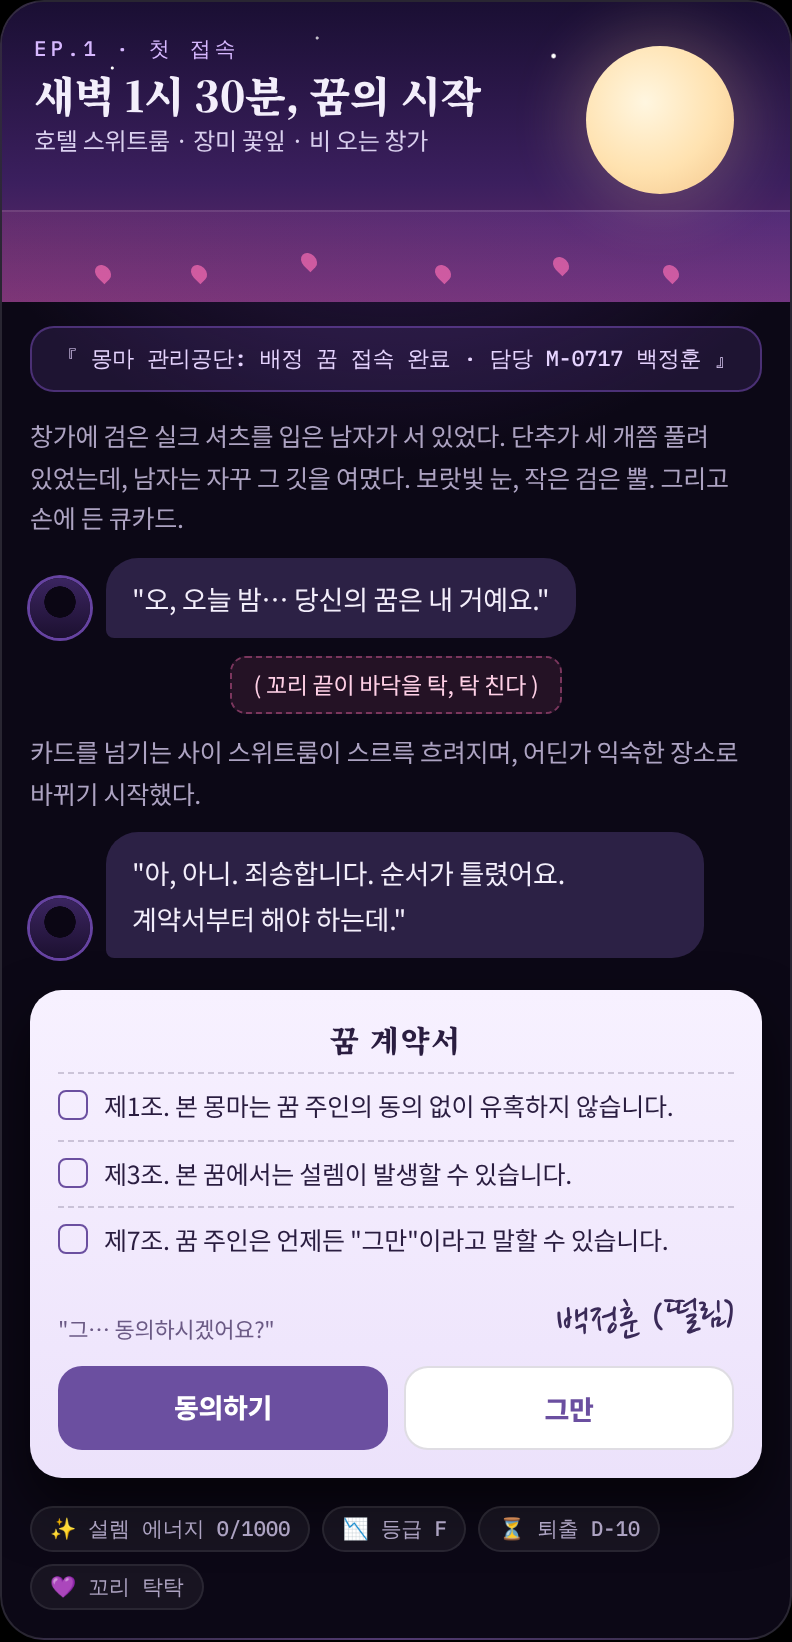 EP.1 · 첫 접속
새벽 1시 30분, 꿈의 시작
호텔 스위트룸 · 장미 꽃잎 · 비 오는 창가
『 몽마 관리공단: 배정 꿈 접속 완료 · 담당 M-0717 백정훈 』
창가에 검은 실크 셔츠를 입은 남자가 서 있었다. 단추가 세 개쯤 풀려
있었는데, 남자는 자꾸 그 깃을 여몄다. 보랏빛 눈, 작은 검은 뿔. 그리고
손에 든 큐카드.
"오, 오늘 밤… 당신의 꿈은 내 거예요."
( 꼬리 끝이 바닥을 탁, 탁 친다 )
카드를 넘기는 사이 스위트룸이 스르륵 흐려지며, 어딘가 익숙한 장소로
바뀌기 시작했다.
"아, 아니. 죄송합니다. 순서가 틀렸어요.
계약서부터 해야 하는데."
꿈 계약서
제1조. 본 몽마는 꿈 주인의 동의 없이 유혹하지 않습니다.
제3조. 본 꿈에서는 설렘이 발생할 수 있습니다.
제7조. 꿈 주인은 언제든 "그만"이라고 말할 수 있습니다.
"그… 동의하시겠어요?"
백정훈 (떨림)
동의하기
그만
✨ 설렘 에너지 0/1000
📉 등급 F
⏳ 퇴출 D-10
💜 꼬리 탁탁